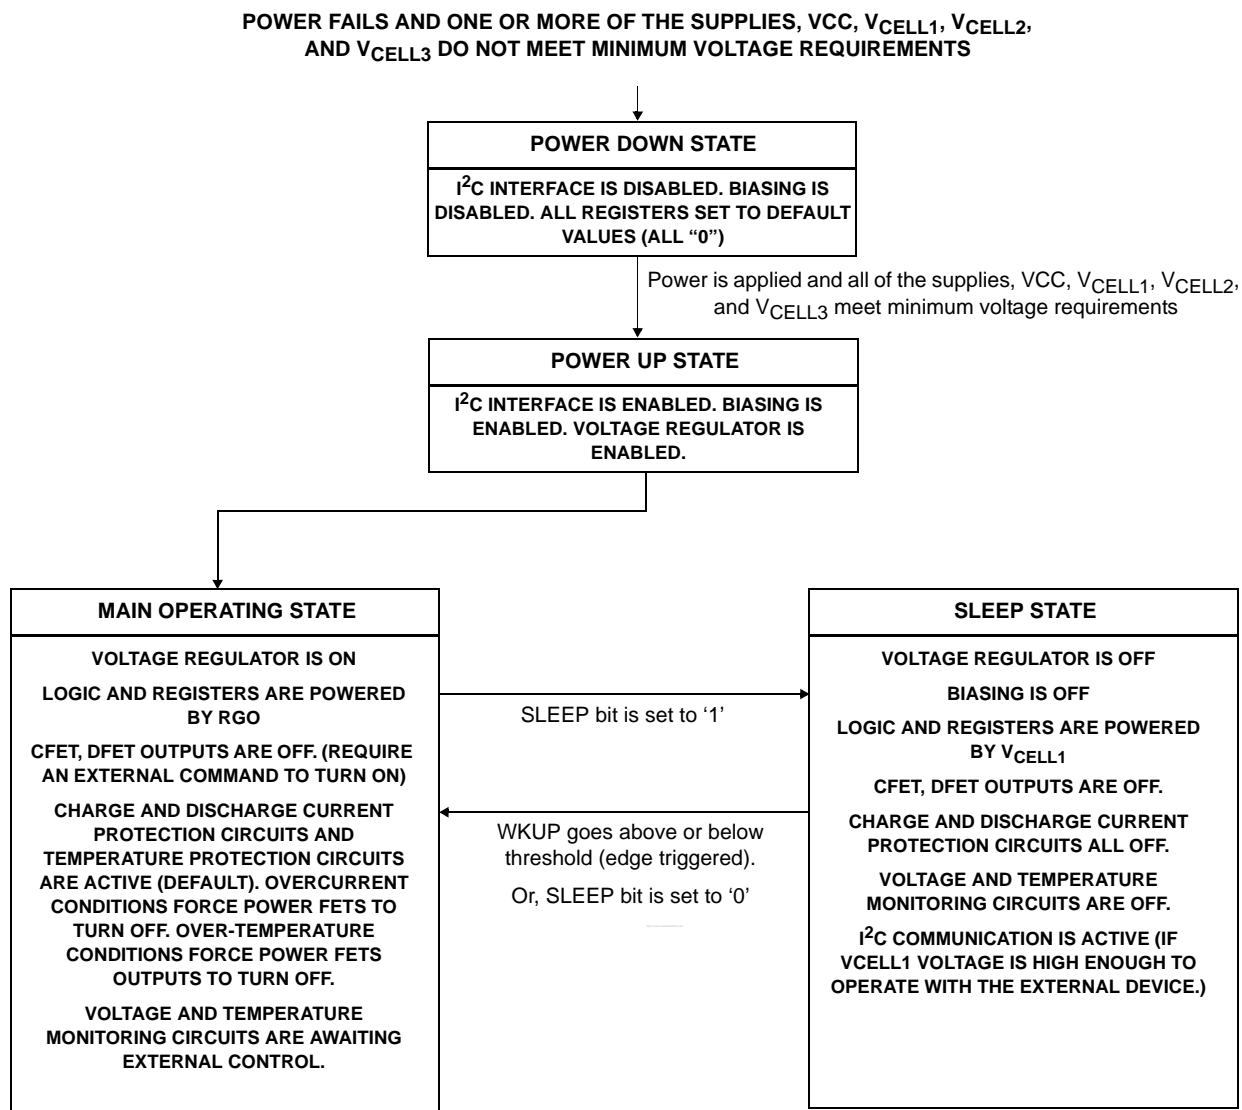 POWER FAILS AND ONE OR MORE OF THE SUPPLIES, VCC, VCELL1, VCELL2,
AND VCELL3 DO NOT MEET MINIMUM VOLTAGE REQUIREMENTS
POWER DOWN STATE
I2C INTERFACE IS DISABLED. BIASING IS
DISABLED. ALL REGISTERS SET TO DEFAULT
VALUES (ALL “0”)
Power is applied and all of the supplies, VCC, VCELL1, VCELL2,
and VCELL3 meet minimum voltage requirements
POWER UP STATE
I2C INTERFACE IS ENABLED. BIASING IS
ENABLED. VOLTAGE REGULATOR IS
ENABLED.
MAIN OPERATING STATE
VOLTAGE REGULATOR IS ON
LOGIC AND REGISTERS ARE POWERED
BY RGO
CFET, DFET OUTPUTS ARE OFF. (REQUIRE
AN EXTERNAL COMMAND TO TURN ON)
CHARGE AND DISCHARGE CURRENT
PROTECTION CIRCUITS AND
TEMPERATURE PROTECTION CIRCUITS
ARE ACTIVE (DEFAULT). OVERCURRENT
CONDITIONS FORCE POWER FETS TO
TURN OFF. OVER-TEMPERATURE
CONDITIONS FORCE POWER FETS
OUTPUTS TO TURN OFF.
VOLTAGE AND TEMPERATURE
MONITORING CIRCUITS ARE AWAITING
EXTERNAL CONTROL.
SLEEP bit is set to ‘1’
WKUP goes above or below
threshold (edge triggered).
Or, SLEEP bit is set to ‘0’
SLEEP STATE
VOLTAGE REGULATOR IS OFF
BIASING IS OFF
LOGIC AND REGISTERS ARE POWERED
BY VCELL1
CFET, DFET OUTPUTS ARE OFF.
CHARGE AND DISCHARGE CURRENT
PROTECTION CIRCUITS ALL OFF.
VOLTAGE AND TEMPERATURE
MONITORING CIRCUITS ARE OFF.
I2C COMMUNICATION IS ACTIVE (IF
VCELL1 VOLTAGE IS HIGH ENOUGH TO
OPERATE WITH THE EXTERNAL DEVICE.)